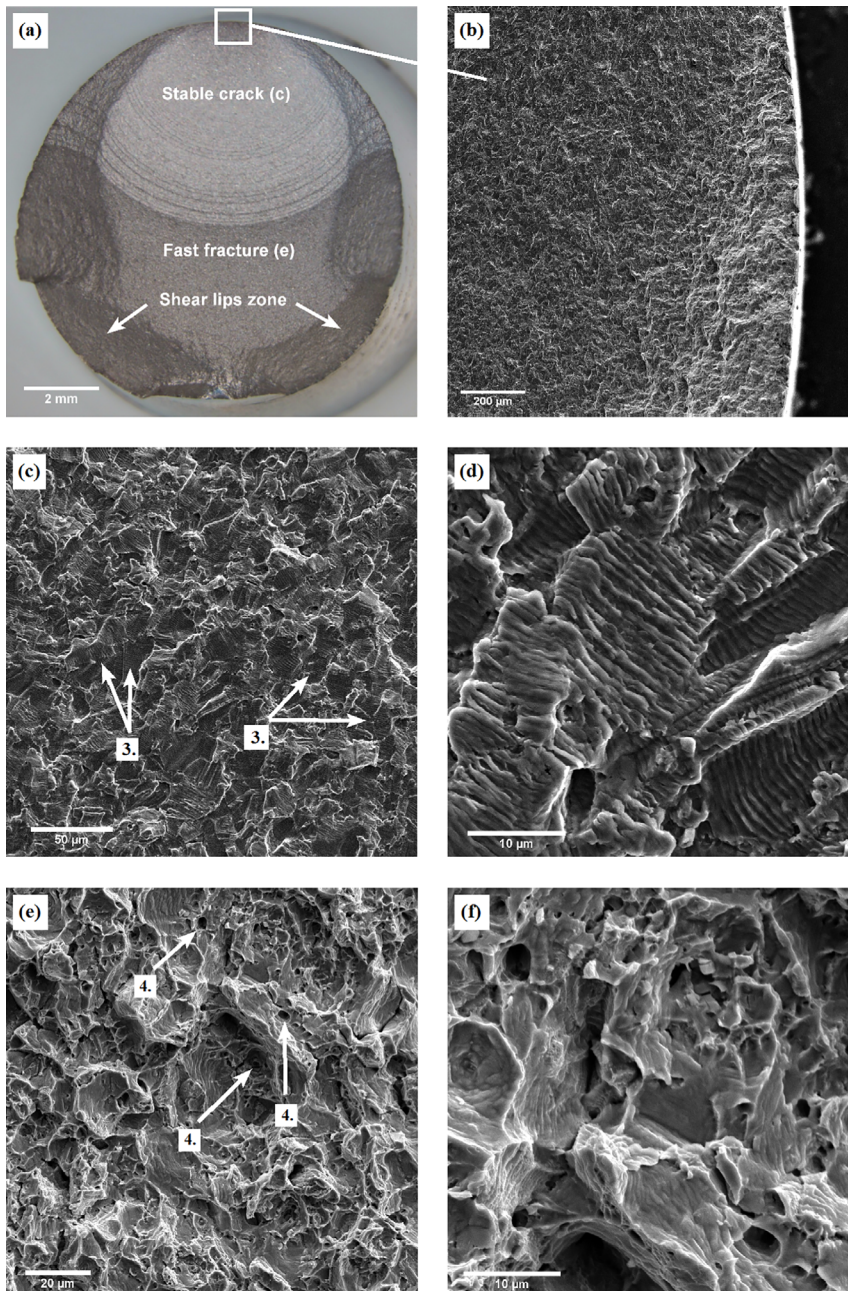 (a)
Stable crack (c)
Fast fracture (e)
Shear lips zone
2 mm
(b)
200 µm
(c)
3.
3.
50 µm
(d)
10 µm
(e)
4.
4.
4.
20 µm
(f)
10 µm